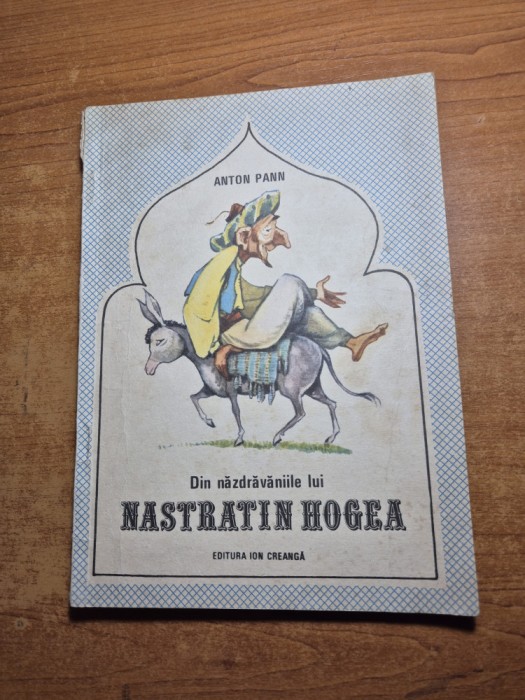 ANTON PANN
Din năzdrăvăniile lui
NASTRATIN HOGEA
EDITURA ION CREANGĂ